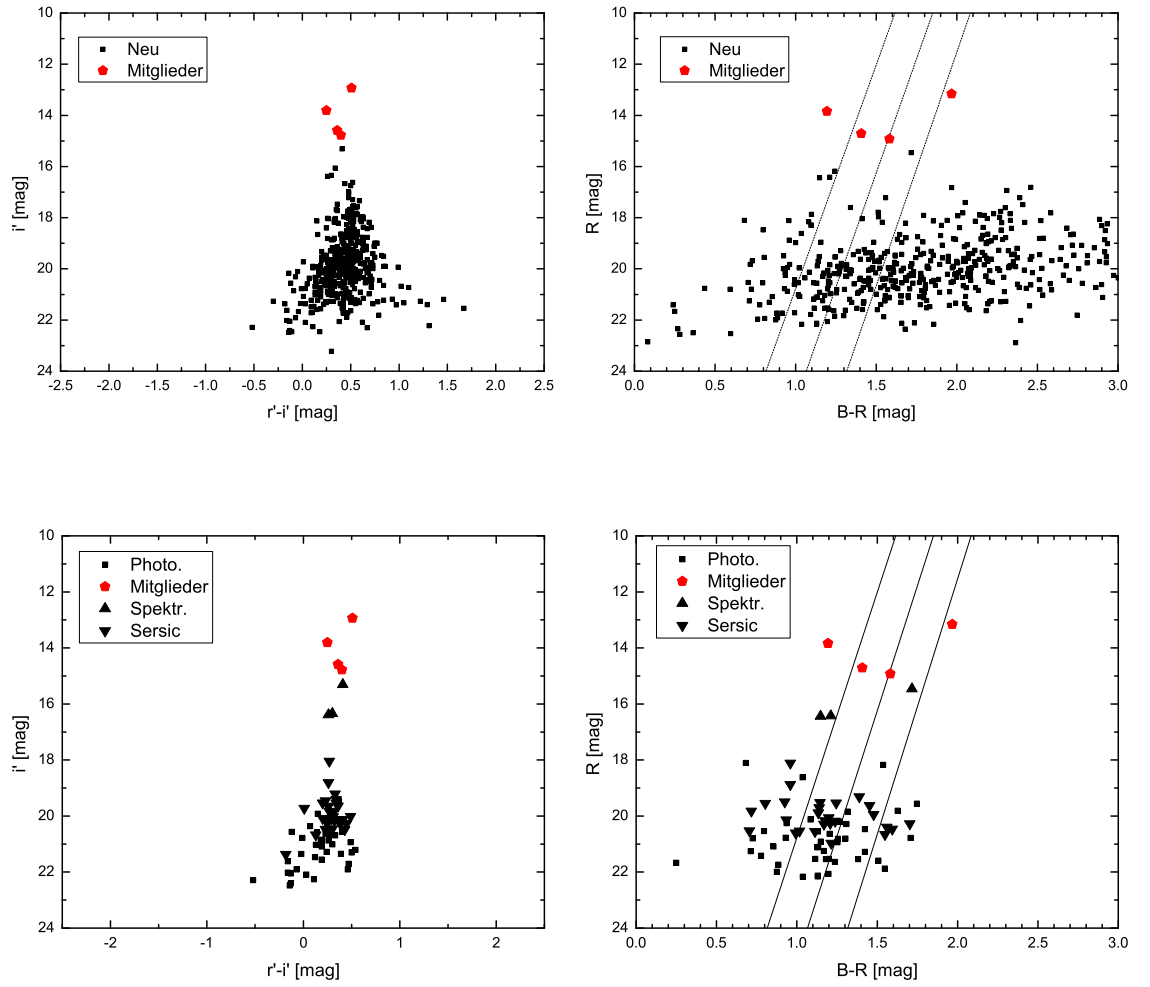 Neu
Mitglieder
10
12
14
16
18
20
22
24
i' [mag]
-2.5 -2.0 -1.5 -1.0 -0.5 0.0 0.5 1.0 1.5 2.0 2.5
r'-i' [mag]
Neu
Mitglieder
10
12
14
16
18
20
22
24
R [mag]
0.0 0.5 1.0 1.5 2.0 2.5 3.0
B-R [mag]
Photo.
Mitglieder
Spektr.
Sersic
10
12
14
16
18
20
22
24
i' [mag]
-2 -1 0 1 2
r'-i' [mag]
Photo.
Mitglieder
Spektr.
Sersic
10
12
14
16
18
20
22
24
R [mag]
0.0 0.5 1.0 1.5 2.0 2.5 3.0
B-R [mag]